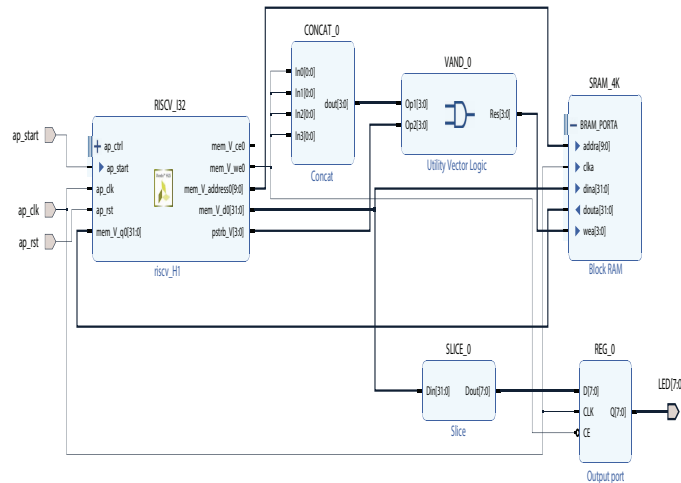 CONCAT_0
In0[0:0]
In1[0:0]
In2[0:0]
In3[0:0]
dout[3:0]
Concat
VAND_0
Op1[3:0]
Op2[3:0]
Res[3:0]
Utility Vector Logic
SRAM_4K
BRAM_PORTA
addra[9:0]
clka
dina[31:0]
douta[31:0]
wea[3:0]
Block RAM
RISCV_I32
ap_ctrl
ap_start
ap_clk
ap_rst
mem_V_q0[31:0]
mem_V_ce0
mem_V_we0
mem_V_address0[9:0]
mem_V_d0[31:0]
pstrb_V[3:0]
riscv_H1
ap_start
ap_clk
ap_rst
SLICE_0
Din[31:0]
Dout[7:0]
Slice
REG_0
D[7:0]
CLK
CE
Q[7:0]
Output port
LED[7:0